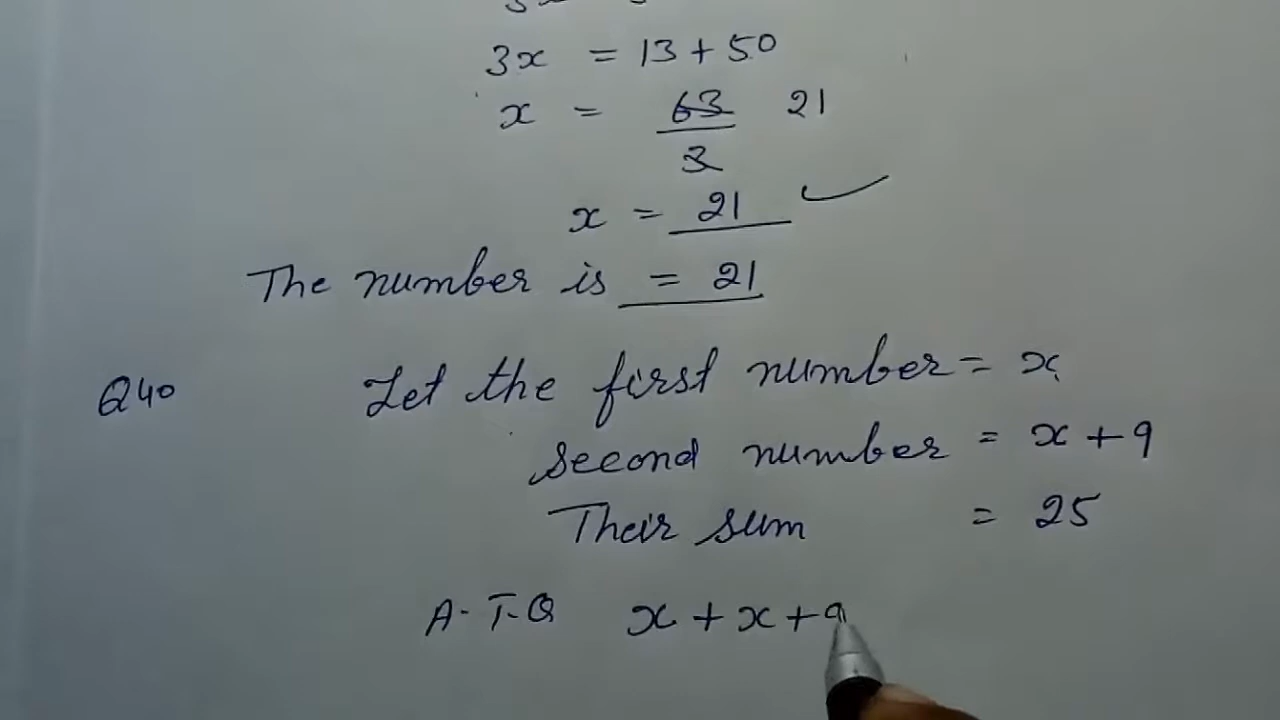 3x = 13 + 50
x = 63 21
3
x = 21 ✓
The number is = 21
Q40 Let the first number = x
second number = x + 9
Their sum = 25
A-T-Q x + x + 9